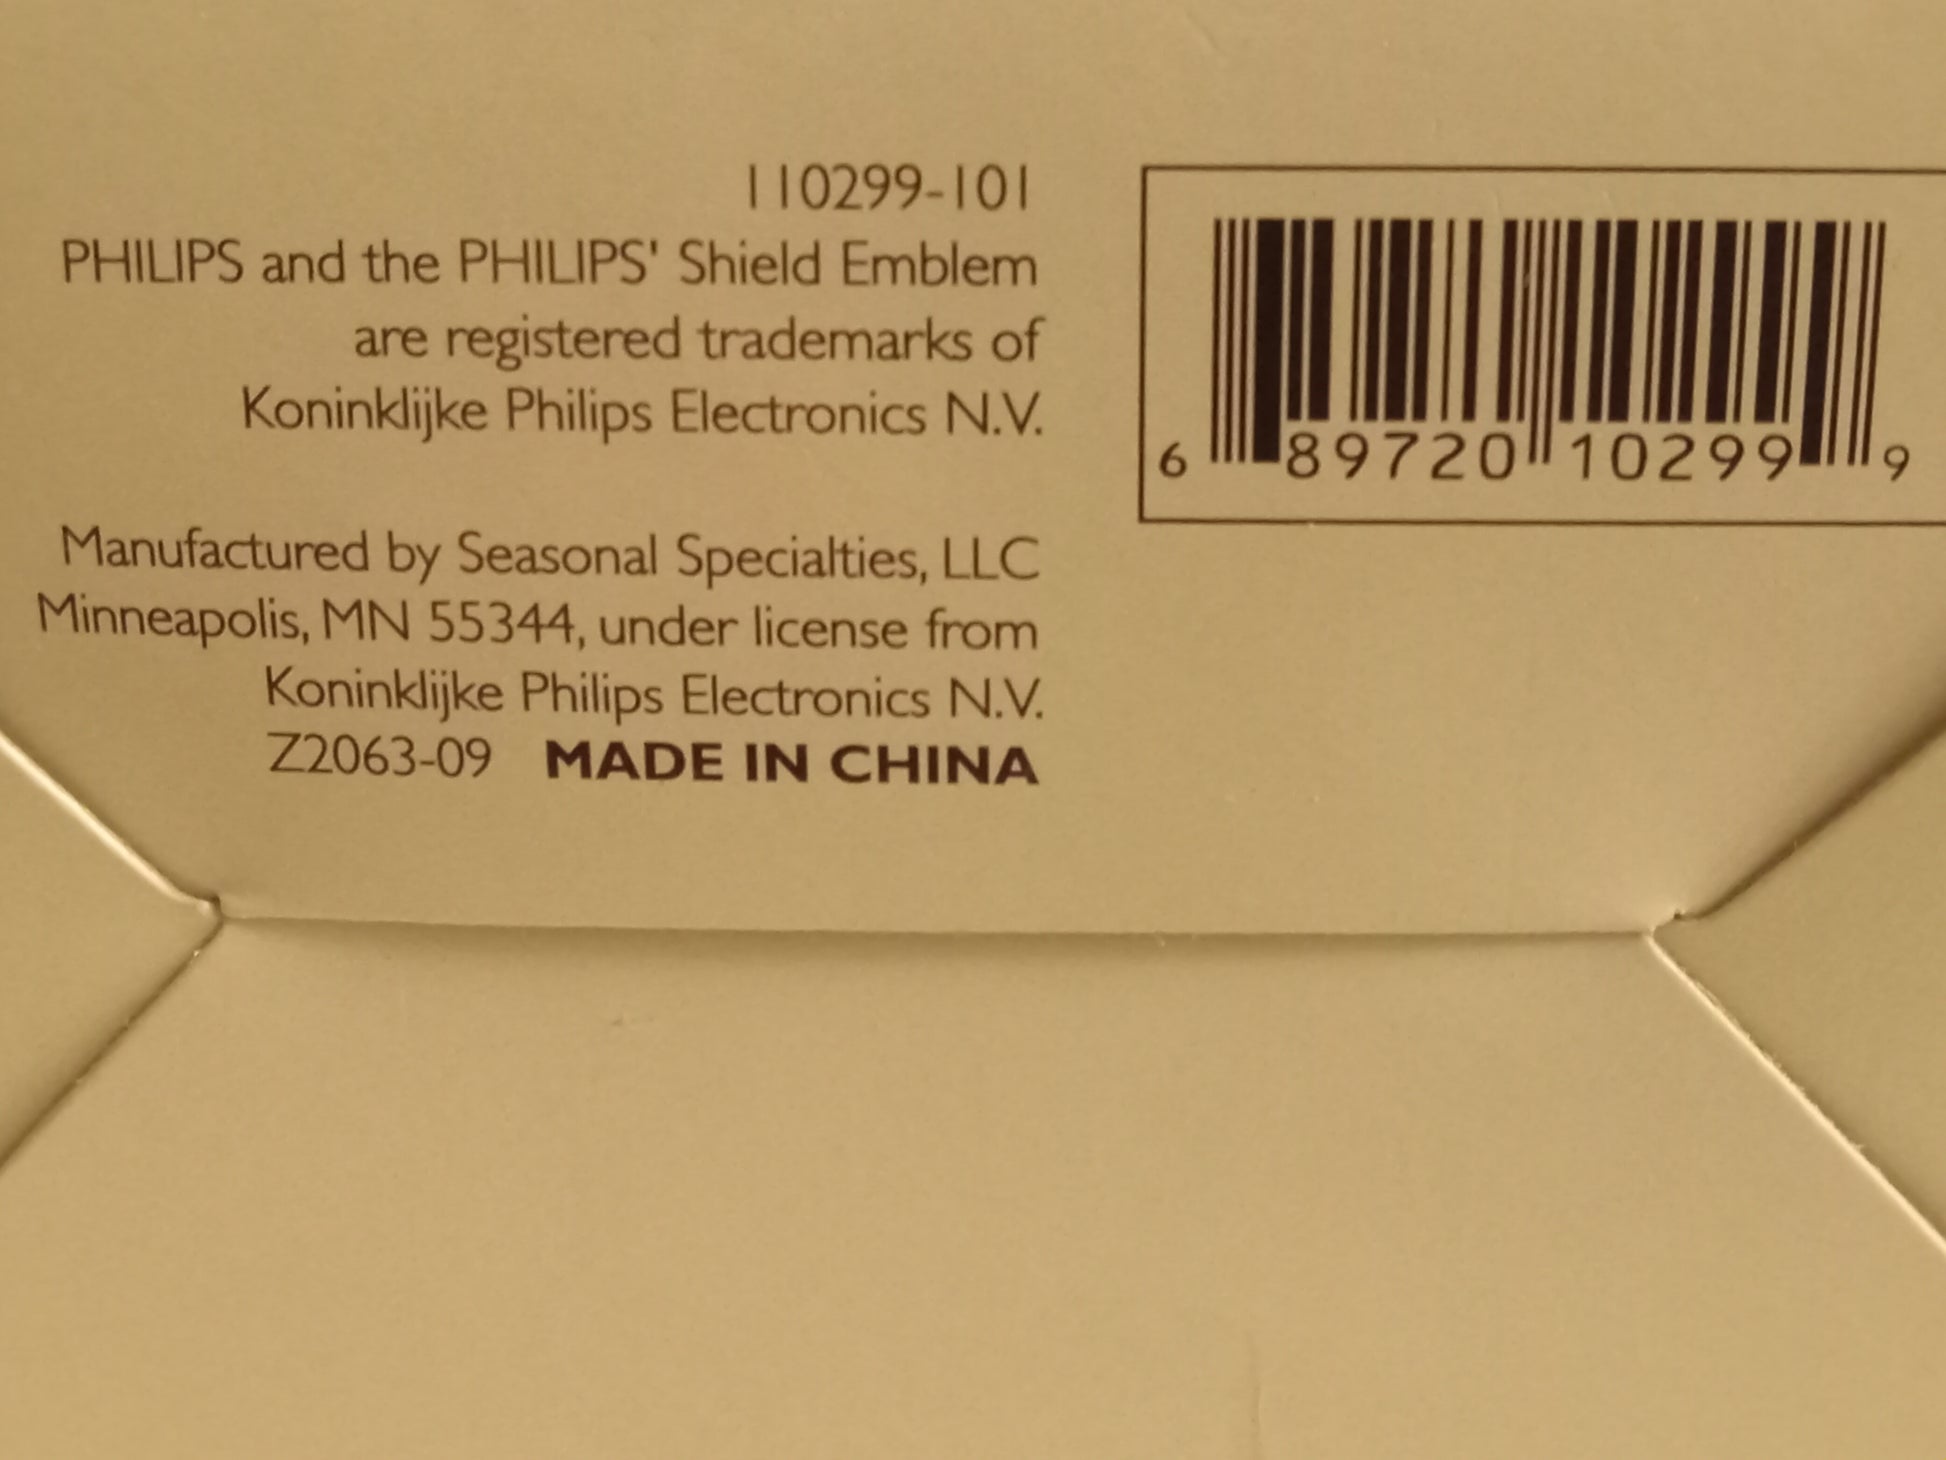 110299-101
PHILIPS and the PHILIPS' Shield Emblem
are registered trademarks of
Koninklijke Philips Electronics N.V.
Manufactured by Seasonal Specialties, LLC
Minneapolis, MN 55344, under license from
Koninklijke Philips Electronics N.V.
Z2063-09 MADE IN CHINA
6 89720 10299 9